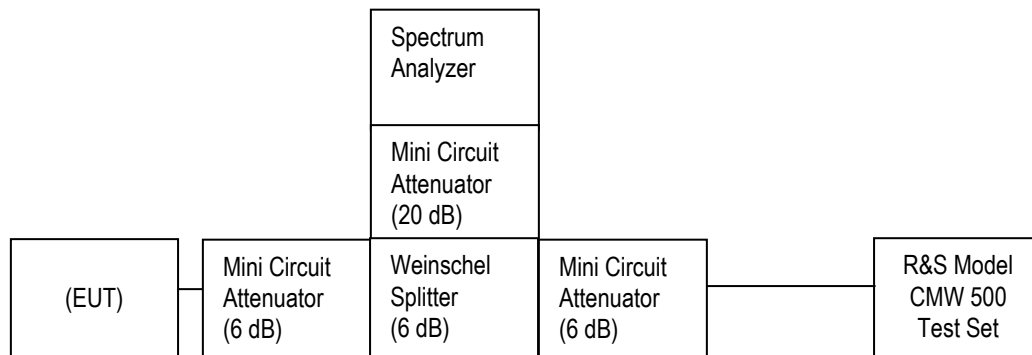 Spectrum
Analyzer
Mini Circuit
Attenuator
(20 dB)
(EUT)
Mini Circuit
Attenuator
(6 dB)
Weinschel
Splitter
(6 dB)
Mini Circuit
Attenuator
(6 dB)
R&S Model
CMW 500
Test Set